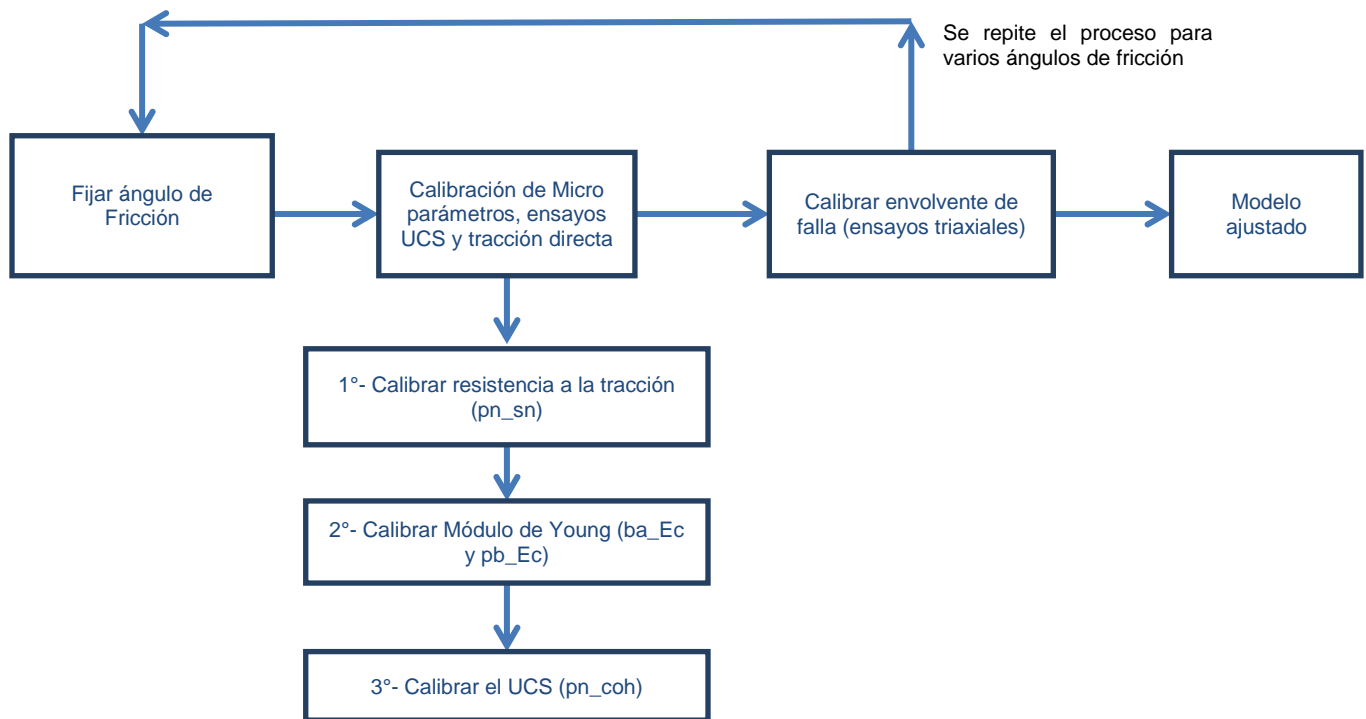 Se repite el proceso para
varios ángulos de fricción
Fijar ángulo de
Fricción
Calibración de Micro
parámetros, ensayos
UCS y tracción directa
Calibrar envolvente de
falla (ensayos triaxiales)
Modelo
ajustado
1°- Calibrar resistencia a la tracción
(pn_sn)
2°- Calibrar Módulo de Young (ba_Ec
y pb_Ec)
3°- Calibrar el UCS (pn_coh)